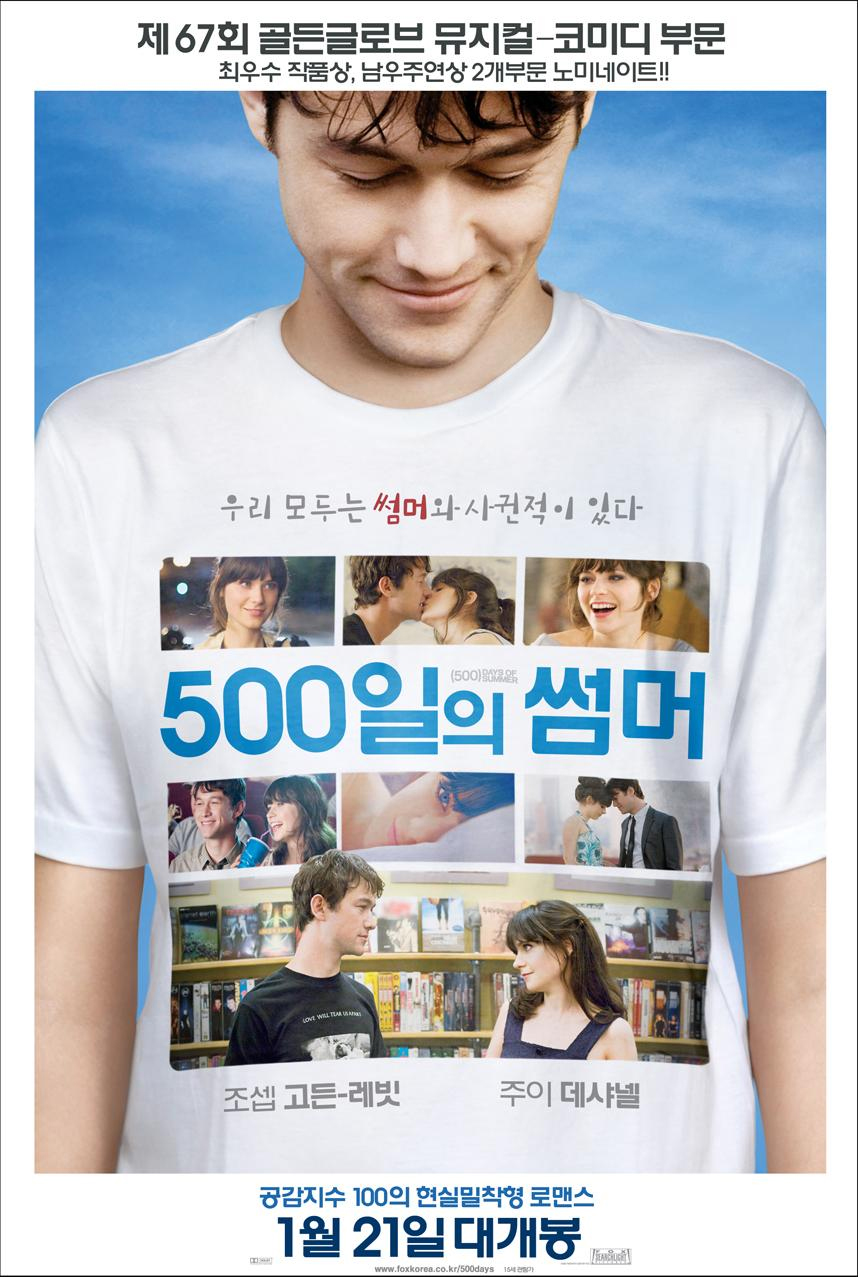 제 67회 골든글로브 뮤지컬-코미디 부문
최우수 작품상, 남우주연상 2개부문 노미네이트!!
우리 모두는 썸머와 사귄적이 있다
(500) DAYS OF SUMMER
500일의 썸머
LOVE WILL TEAR US APART
조셉 고든-레빗 주이 데샤넬
공감지수 100의 현실밀착형 로맨스
1월 21일 대개봉
www.foxkorea.co.kr/500days 15세 관람가
FOX SEARCHLIGHT